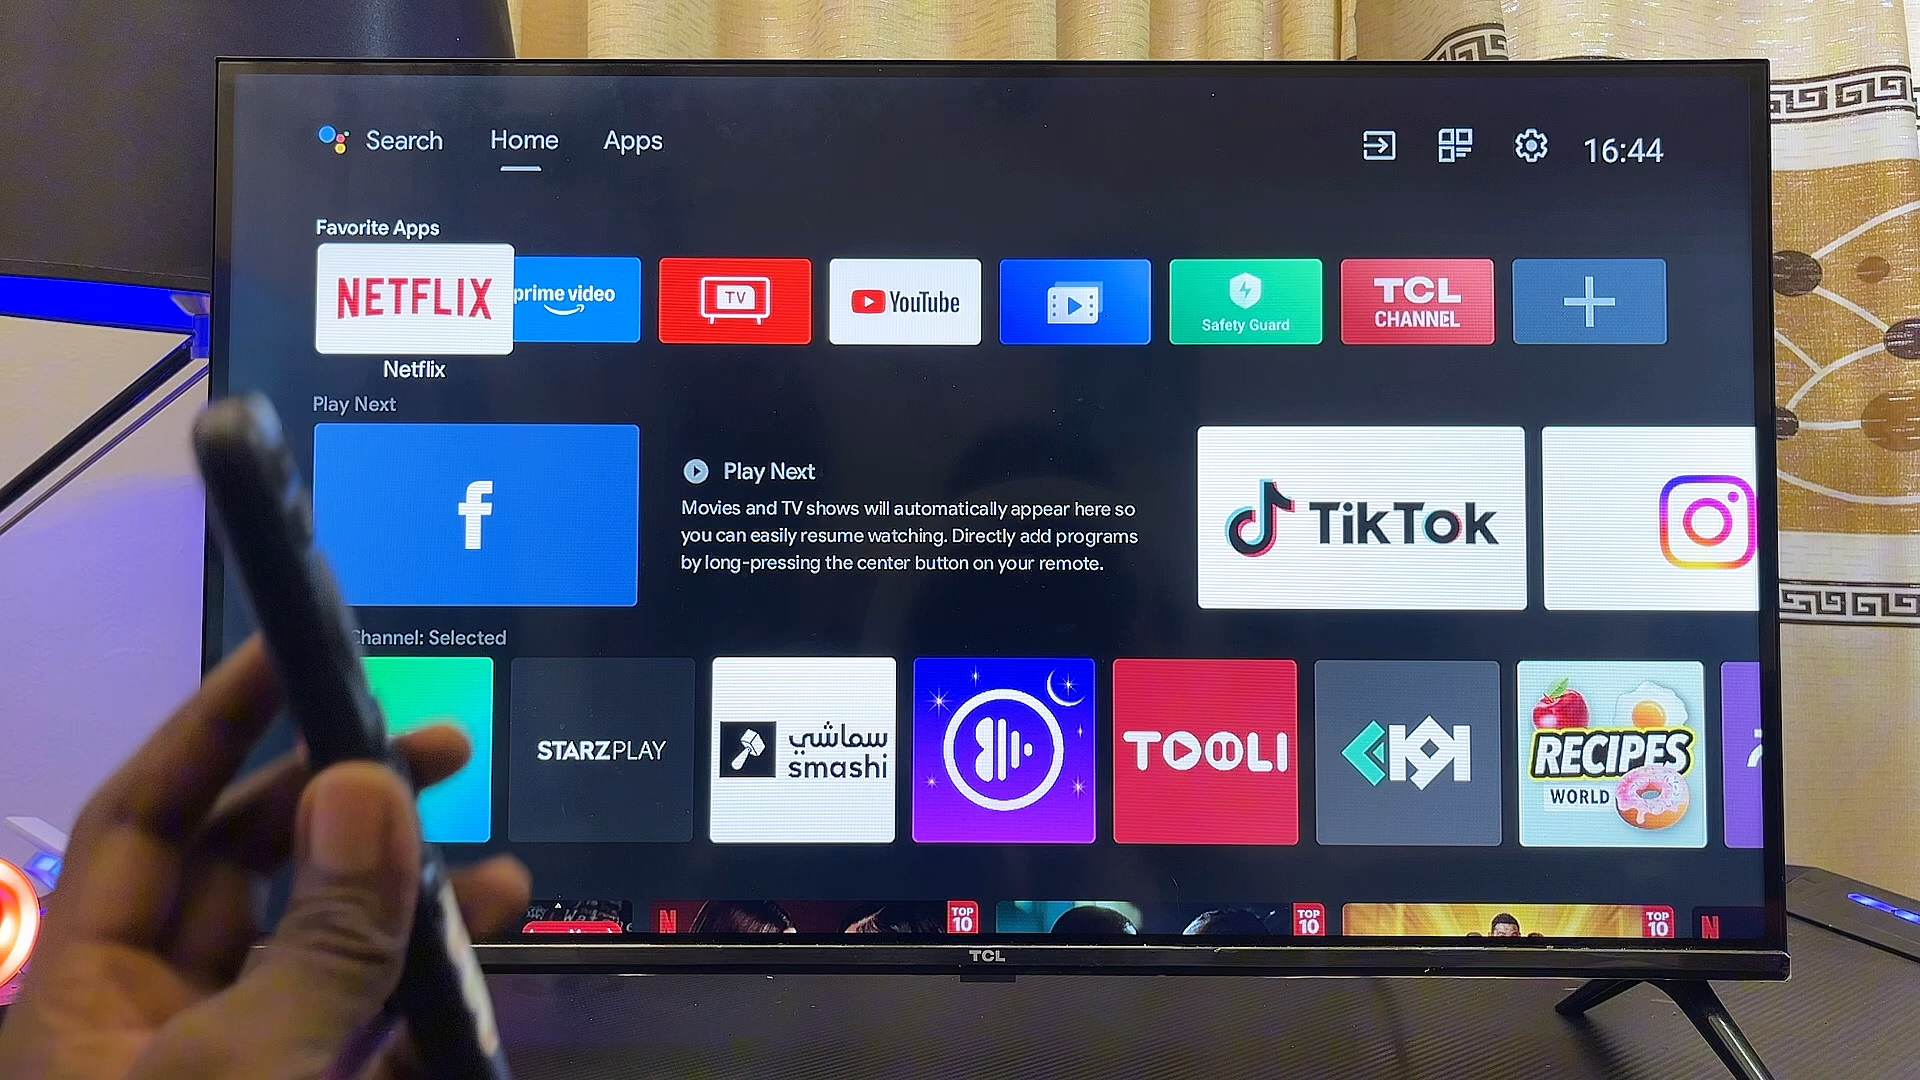 Search Home Apps 16:44
Favorite Apps
NETFLIX prime video TV YouTube Safety Guard TCL CHANNEL
Netflix
Play Next
Play Next
Movies and TV shows will automatically appear here so
you can easily resume watching. Directly add programs
by long-pressing the center button on your remote.
TikTok
Channel: Selected
STARZPLAY
سماشي
smashi
TOOLI
RECIPES
WORLD
N TOP 10 TOP 10 TOP 10 N
TCL